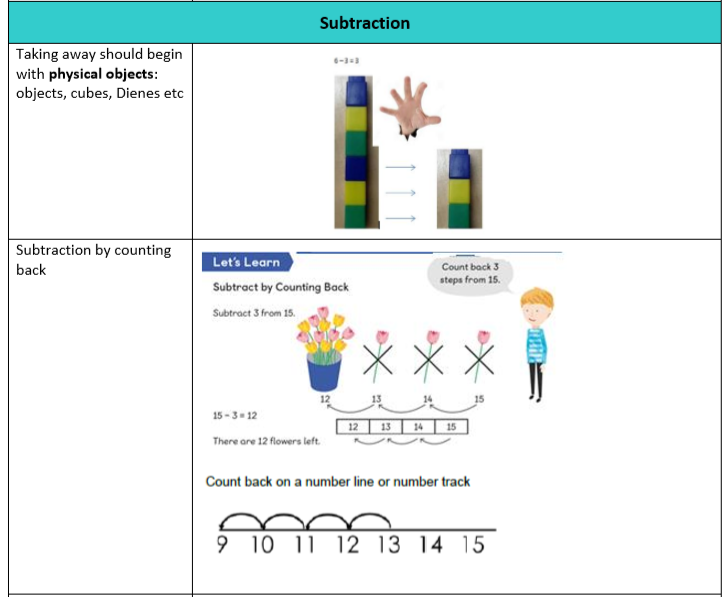 Subtraction
Taking away should begin
with physical objects:
objects, cubes, Dienes etc
6-3=3
Subtraction by counting
back
Let's Learn
Count back 3
steps from 15.
Subtract by Counting Back
Subtract 3 from 15.
12 13 14 15
15 - 3 = 12
12 13 14 15
There are 12 flowers left.
Count back on a number line or number track
9 10 11 12 13 14 15